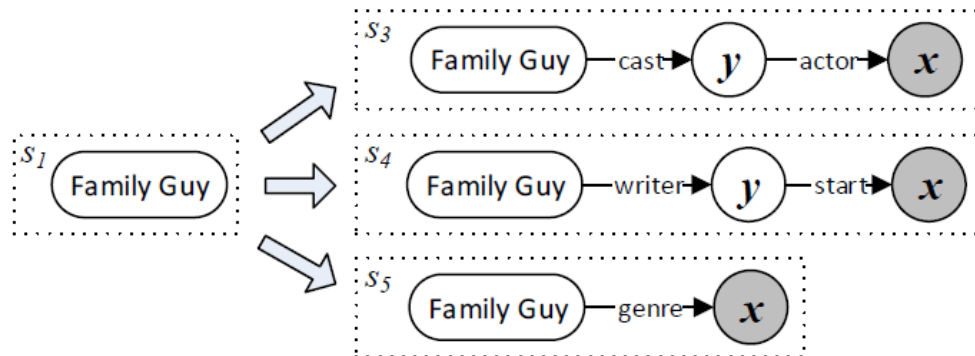 s3
Family Guy cast y actor x
s1
Family Guy
s4
Family Guy writer y start x
s5
Family Guy genre x